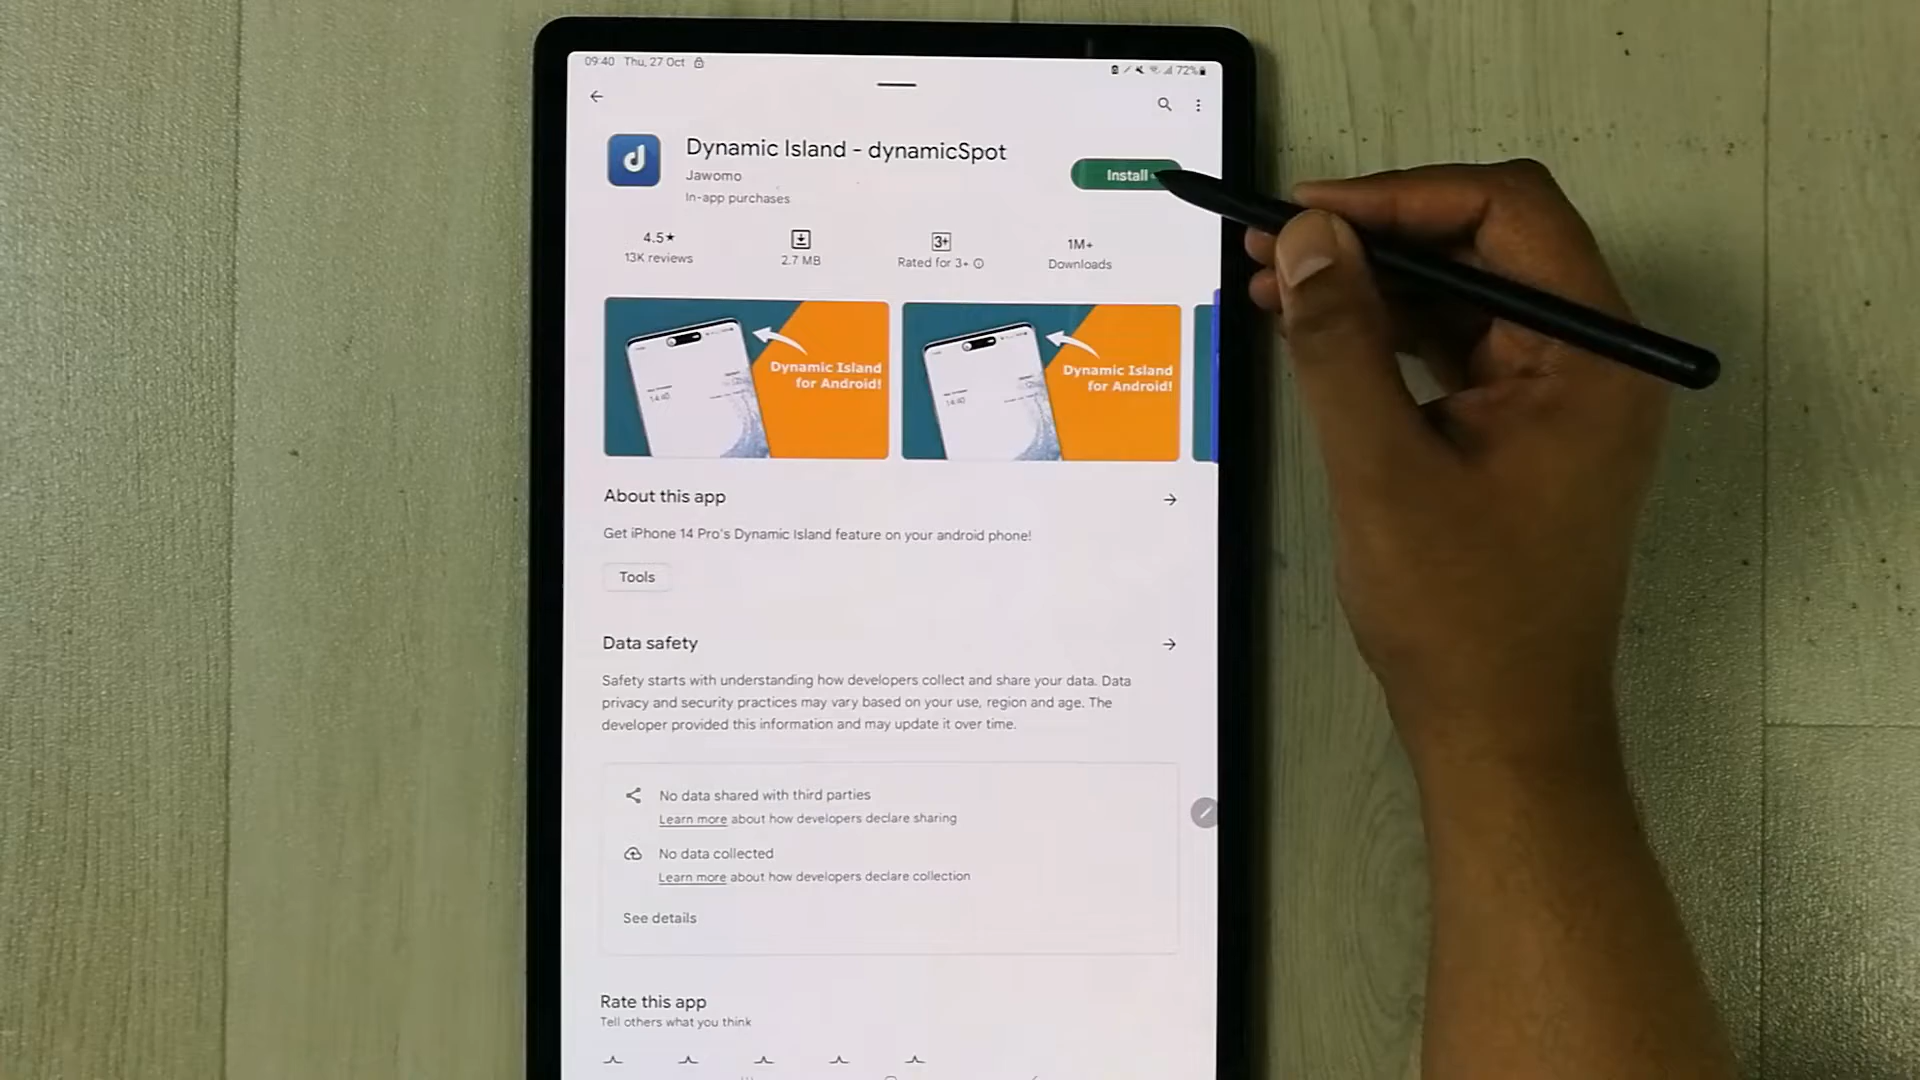 09:40 Thu, 27 Oct
72%
Dynamic Island - dynamicSpot
Jawomo
In-app purchases
Install
4.5★
13K reviews
2.7 MB
3+
Rated for 3+
1M+
Downloads
Dynamic Island
for Android!
14:40
Dynamic Island
for Android!
14:40
About this app
Get iPhone 14 Pro's Dynamic Island feature on your android phone!
Tools
Data safety
Safety starts with understanding how developers collect and share your data. Data
privacy and security practices may vary based on your use, region and age. The
developer provided this information and may update it over time.
No data shared with third parties
Learn more about how developers declare sharing
No data collected
Learn more about how developers declare collection
See details
Rate this app
Tell others what you think